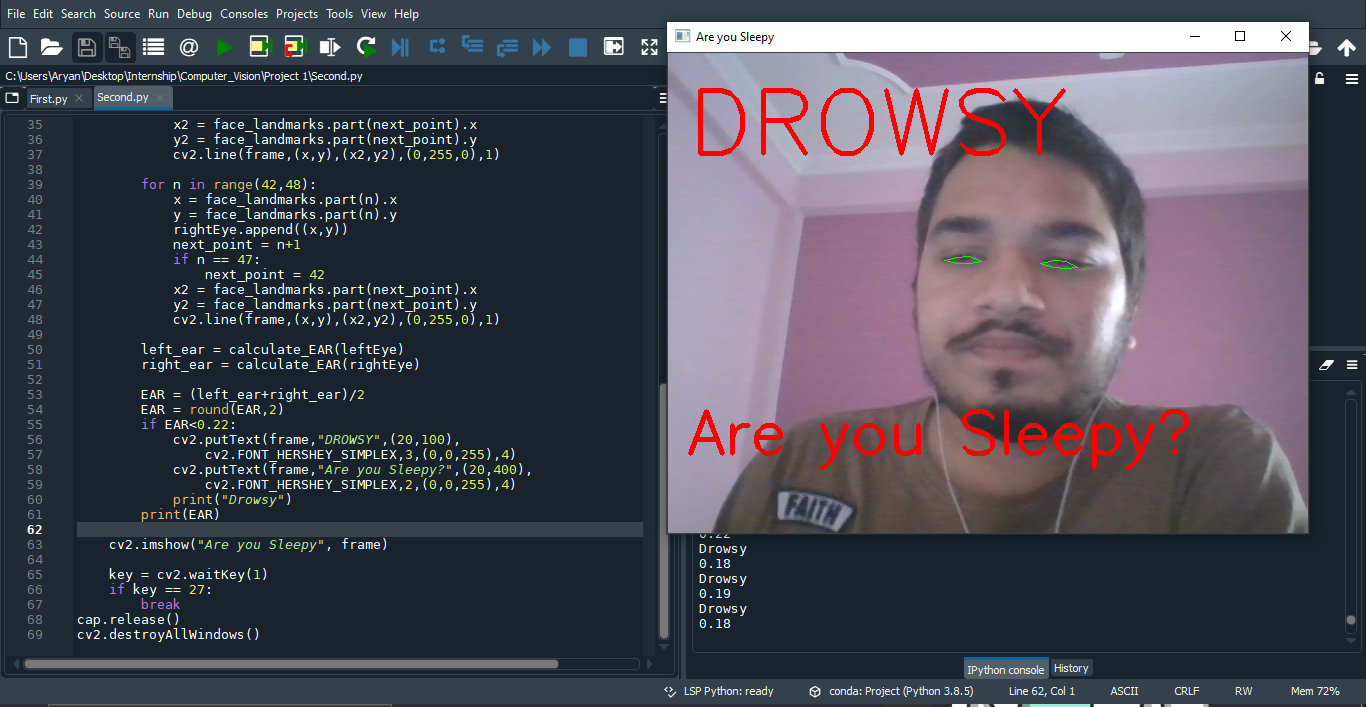 File Edit Search Source Run Debug Consoles Projects Tools View Help
C:\Users\Aryan\Desktop\Internship\Computer_Vision\Project 1\Second.py
First.py Second.py
35 x2 = face_landmarks.part(next_point).x
36 y2 = face_landmarks.part(next_point).y
37 cv2.line(frame,(x,y),(x2,y2),(0,255,0),1)
38
39 for n in range(42,48):
40 x = face_landmarks.part(n).x
41 y = face_landmarks.part(n).y
42 rightEye.append((x,y))
43 next_point = n+1
44 if n == 47:
45 next_point = 42
46 x2 = face_landmarks.part(next_point).x
47 y2 = face_landmarks.part(next_point).y
48 cv2.line(frame,(x,y),(x2,y2),(0,255,0),1)
49
50 left_ear = calculate_EAR(leftEye)
51 right_ear = calculate_EAR(rightEye)
52
53 EAR = (left_ear+right_ear)/2
54 EAR = round(EAR,2)
55 if EAR<0.22:
56 cv2.putText(frame,"DROWSY",(20,100),
57 cv2.FONT_HERSHEY_SIMPLEX,3,(0,0,255),4)
58 cv2.putText(frame,"Are you Sleepy?",(20,400),
59 cv2.FONT_HERSHEY_SIMPLEX,2,(0,0,255),4)
60 print("Drowsy")
61 print(EAR)
62
63 cv2.imshow("Are you Sleepy", frame)
64
65 key = cv2.waitKey(1)
66 if key == 27:
67 break
68 cap.release()
69 cv2.destroyAllWindows()
Are you Sleepy
DROWSY
Are you Sleepy?
FAITH
0.22
Drowsy
0.18
Drowsy
0.19
Drowsy
0.18
IPython console History
LSP Python: ready conda: Project (Python 3.8.5) Line 62, Col 1 ASCII CRLF RW Mem 72%